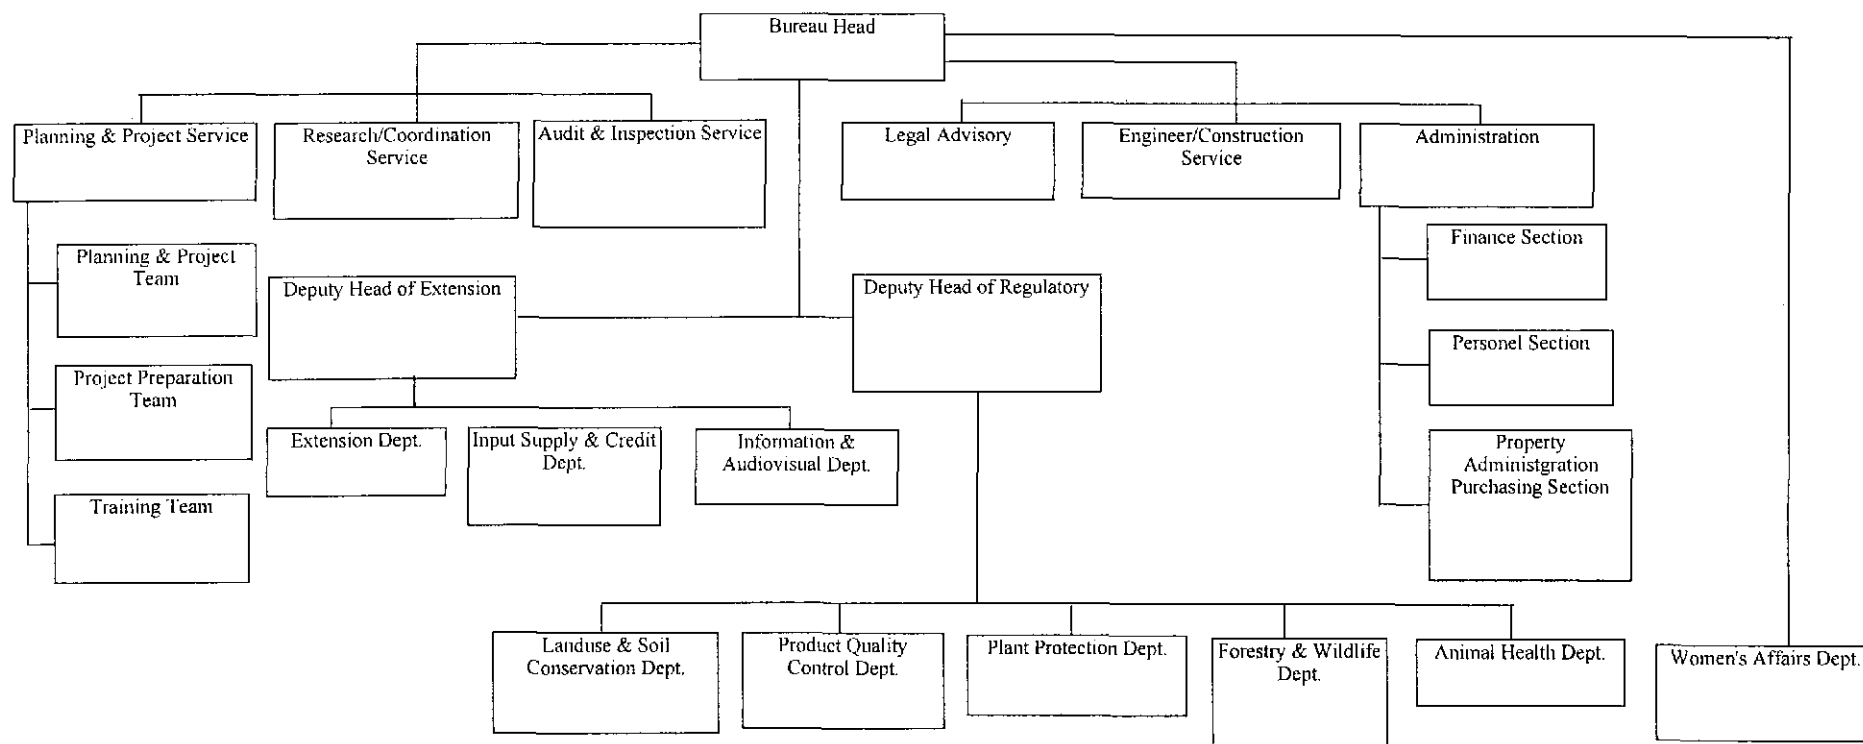 Bureau Head
Planning & Project Service
Research/Coordination
Service
Audit & Inspection Service
Legal Advisory
Engineer/Construction
Service
Administration
Planning & Project
Team
Project Preparation
Team
Training Team
Deputy Head of Extension
Deputy Head of Regulatory
Finance Section
Personel Section
Property
Administgration
Purchasing Section
Extension Dept.
Input Supply & Credit
Dept.
Information &
Audiovisual Dept.
Landuse & Soil
Conservation Dept.
Product Quality
Control Dept.
Plant Protection Dept.
Forestry & Wildlife
Dept.
Animal Health Dept.
Women's Affairs Dept.